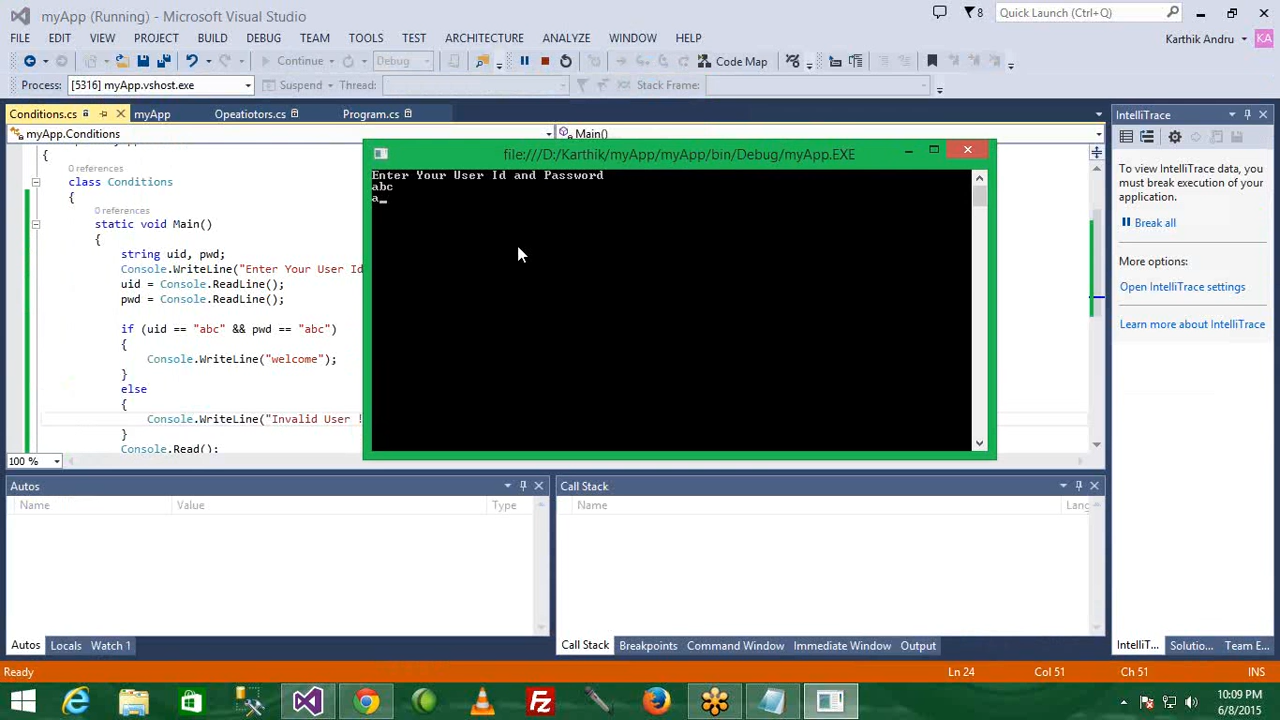 myApp (Running) - Microsoft Visual Studio
8
Quick Launch (Ctrl+Q)
FILE EDIT VIEW PROJECT BUILD DEBUG TEAM TOOLS TEST ARCHITECTURE ANALYZE WINDOW HELP
Karthik Andru
KA
Continue
Debug
Code Map
Process: [5316] myApp.vshost.exe
Suspend
Thread:
Stack Frame:
Conditions.cs myApp Opeatiotors.cs Program.cs
myApp.Conditions
Main()
{
0 references
class Conditions
{
0 references
static void Main()
{
string uid, pwd;
Console.WriteLine("Enter Your User Id
uid = Console.ReadLine();
pwd = Console.ReadLine();
if (uid == "abc" && pwd == "abc")
{
Console.WriteLine("welcome");
}
else
{
Console.WriteLine("Invalid User !
}
Console.Read();
100 %
file:///D:/Karthik/myApp/myApp/bin/Debug/myApp.EXE
Enter Your User Id and Password
abc
a_
IntelliTrace
To view IntelliTrace data, you
must break execution of your
application.
Break all
More options:
Open IntelliTrace settings
Learn more about IntelliTrace
Autos
Name Value Type
Call Stack
Name Lang
Autos Locals Watch 1
Call Stack Breakpoints Command Window Immediate Window Output
IntelliT... Solutio... Team E...
Ready
Ln 24 Col 51 Ch 51 INS
10:09 PM
6/8/2015